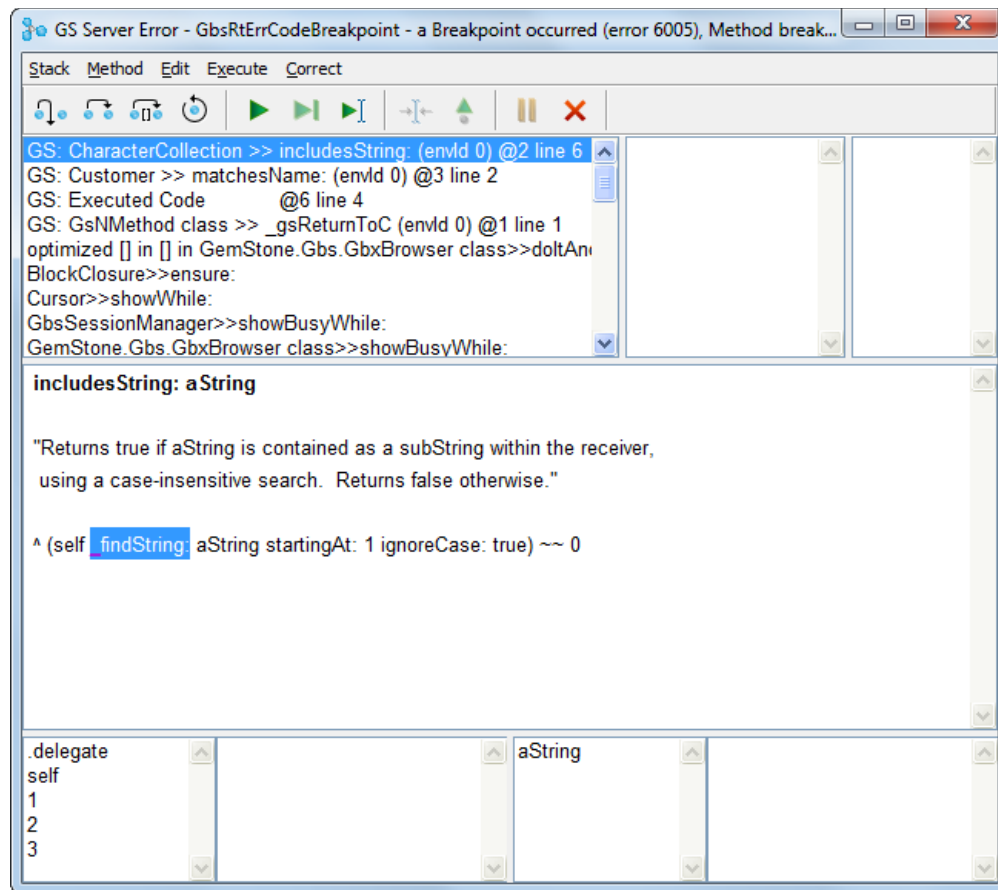 GS Server Error - GbsRtErrCodeBreakpoint - a Breakpoint occurred (error 6005), Method break...
Stack Method Edit Execute Correct
GS: CharacterCollection >> includesString: (envId 0) @2 line 6
GS: Customer >> matchesName: (envId 0) @3 line 2
GS: Executed Code @6 line 4
GS: GsNMethod class >> _gsReturnToC (envId 0) @1 line 1
optimized [] in [] in GemStone.Gbs.GbxBrowser class>>doItAn
BlockClosure>>ensure:
Cursor>>showWhile:
GbsSessionManager>>showBusyWhile:
GemStone.Gbs.GbxBrowser class>>showBusyWhile:
includesString: aString
"Returns true if aString is contained as a subString within the receiver,
using a case-insensitive search. Returns false otherwise."
^ (self _findString: aString startingAt: 1 ignoreCase: true) ~~ 0
.delegate
self
1
2
3
aString